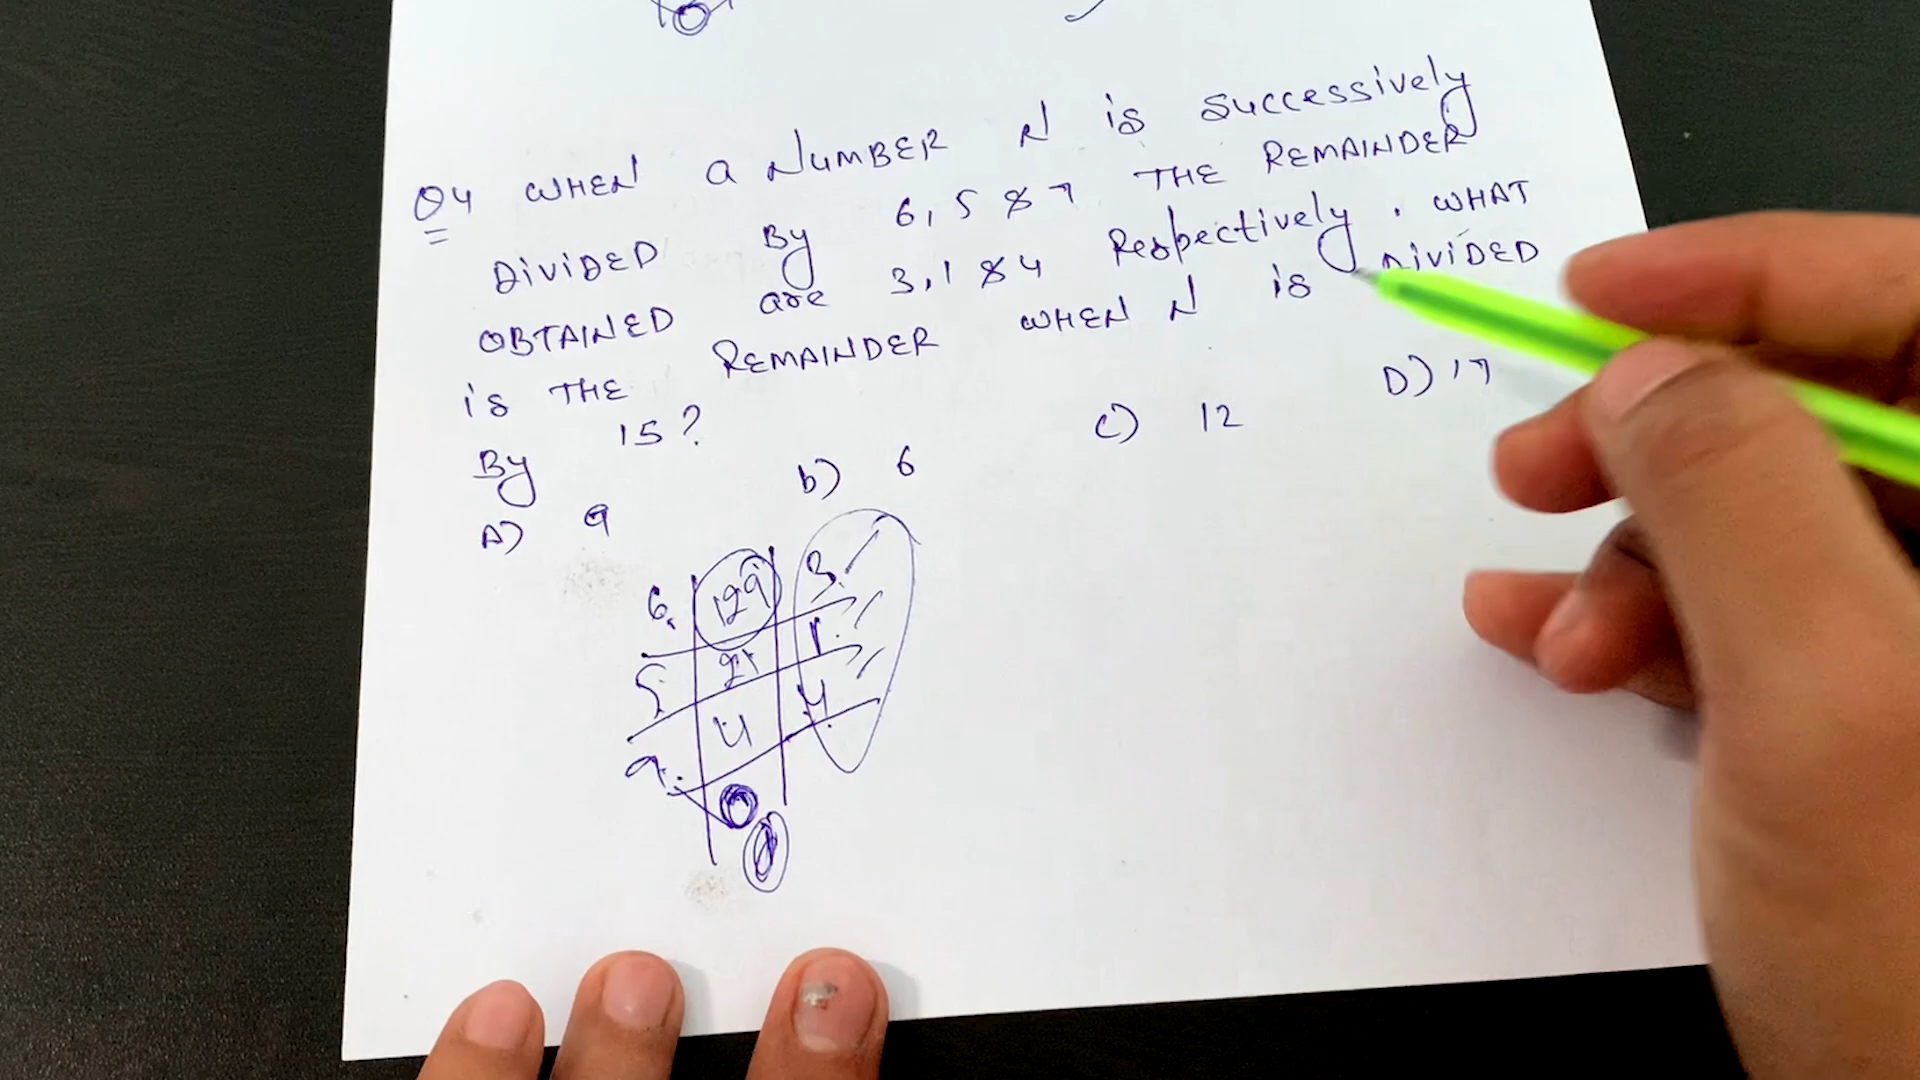 Q4 WHEN a NUMBER N is successively
DIVIDED By 6, 5 & 7 THE REMAINDER
OBTAINED are 3, 1 & 4 Respectively. WHAT
is THE REMAINDER WHEN N is DIVIDED
By 15?
A) 9 b) 6 c) 12 D) 17
6. 129 3
5 21 1.
7. 4 4.
0